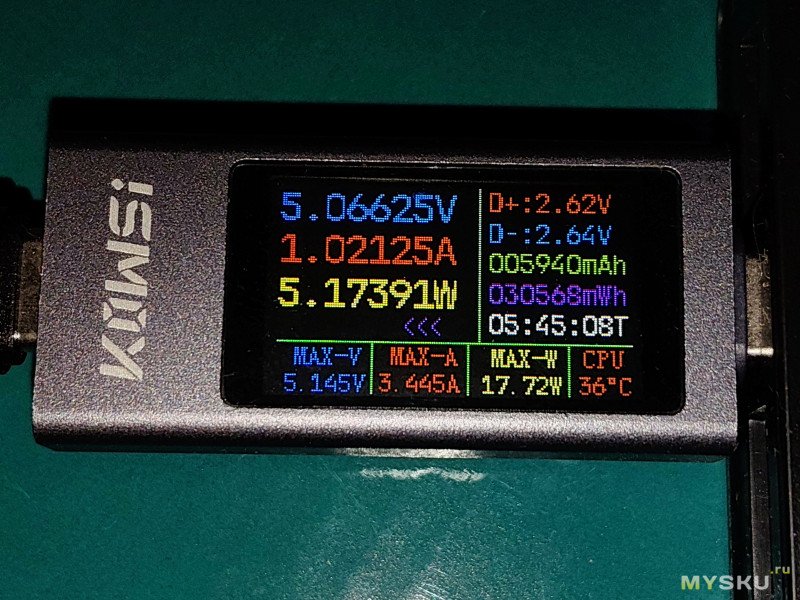 KOWSi
5.06625V
1.02125A
5.17391W
<<<
D+:2.62V
D-:2.64V
005940mAh
030568mWh
05:45:08T
MAX-V MAX-A MAX-W CPU
5.145V 3.445A 17.72W 36°C
MYSKU.ru